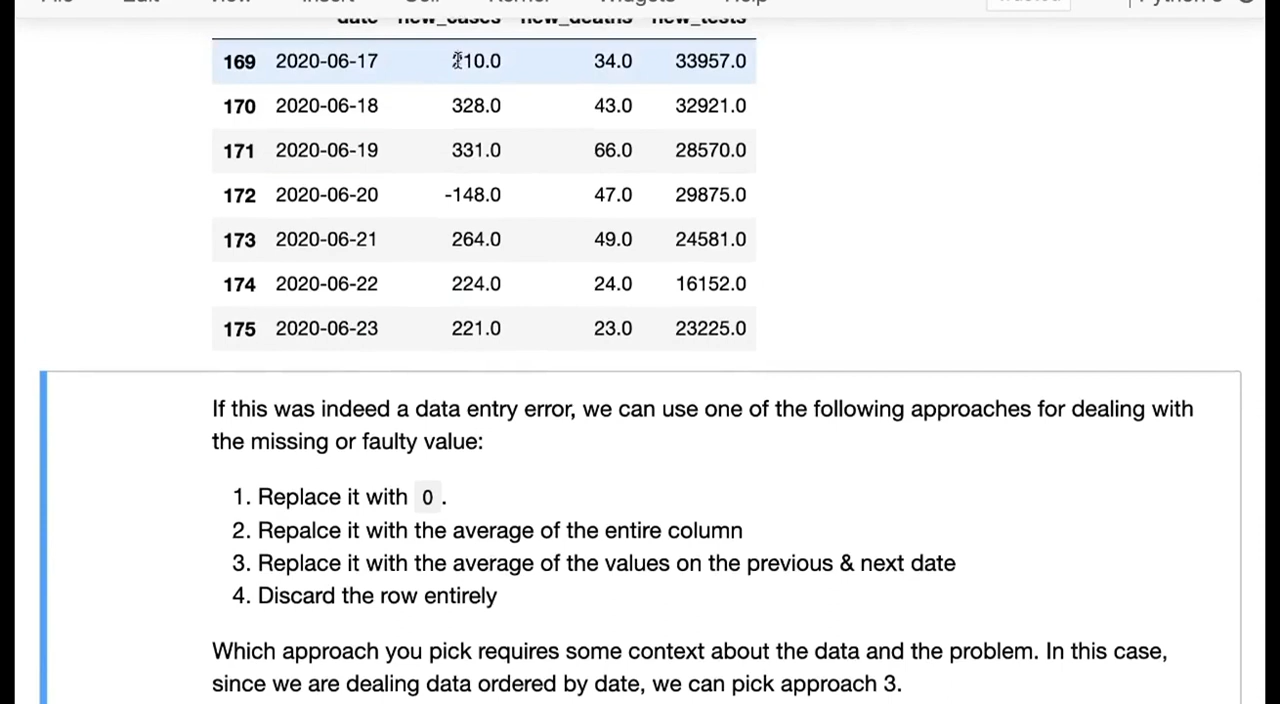 date new_cases new_deaths new_tests
169 2020-06-17 210.0 34.0 33957.0
170 2020-06-18 328.0 43.0 32921.0
171 2020-06-19 331.0 66.0 28570.0
172 2020-06-20 -148.0 47.0 29875.0
173 2020-06-21 264.0 49.0 24581.0
174 2020-06-22 224.0 24.0 16152.0
175 2020-06-23 221.0 23.0 23225.0
If this was indeed a data entry error, we can use one of the following approaches for dealing with
the missing or faulty value:
1. Replace it with 0 .
2. Repalce it with the average of the entire column
3. Replace it with the average of the values on the previous & next date
4. Discard the row entirely
Which approach you pick requires some context about the data and the problem. In this case,
since we are dealing data ordered by date, we can pick approach 3.